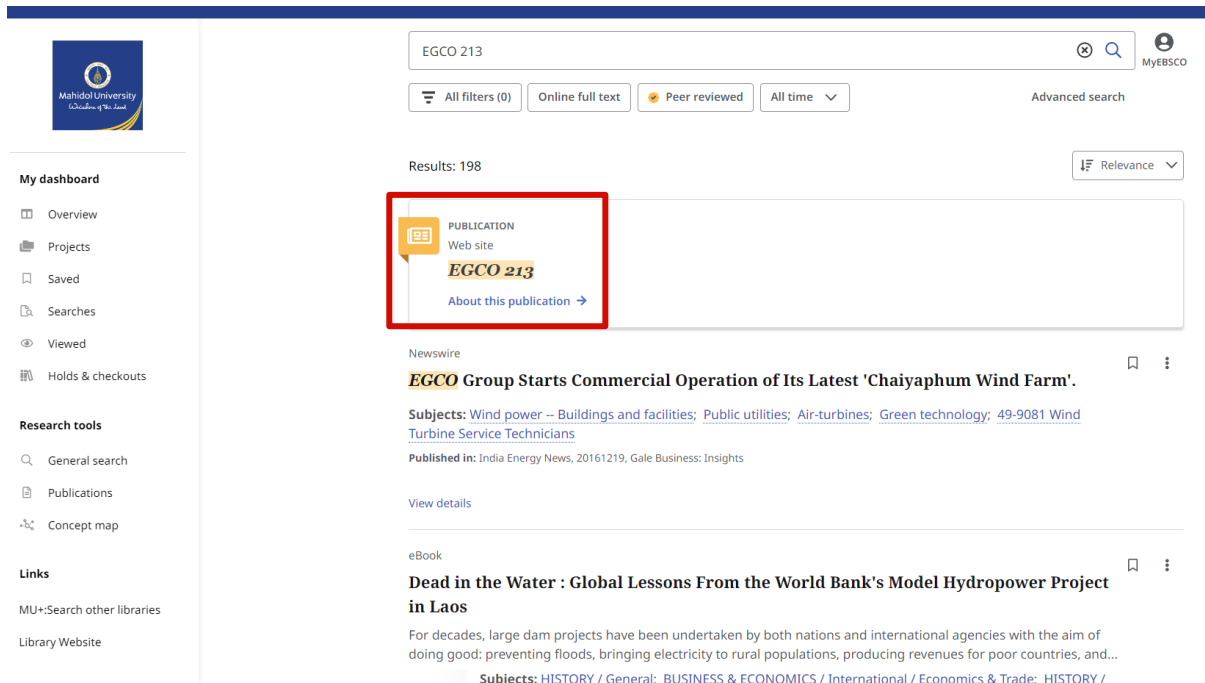 Mahidol University
Wisdom of the Land
My dashboard
Overview
Projects
Saved
Searches
Viewed
Holds & checkouts
Research tools
General search
Publications
Concept map
Links
MU+:Search other libraries
Library Website
EGCO 213
MyEBSCO
All filters (0)
Online full text
Peer reviewed
All time
Advanced search
Results: 198
Relevance
PUBLICATION
Web site
EGCO 213
About this publication →
Newswire
EGCO Group Starts Commercial Operation of Its Latest 'Chaiyaphum Wind Farm'.
Subjects: Wind power -- Buildings and facilities; Public utilities; Air-turbines; Green technology; 49-9081 Wind
Turbine Service Technicians
Published in: India Energy News, 20161219, Gale Business: Insights
View details
eBook
Dead in the Water : Global Lessons From the World Bank's Model Hydropower Project
in Laos
For decades, large dam projects have been undertaken by both nations and international agencies with the aim of
doing good: preventing floods, bringing electricity to rural populations, producing revenues for poor countries, and...
Subjects: HISTORY / General; BUSINESS & ECONOMICS / International / Economics & Trade; HISTORY /